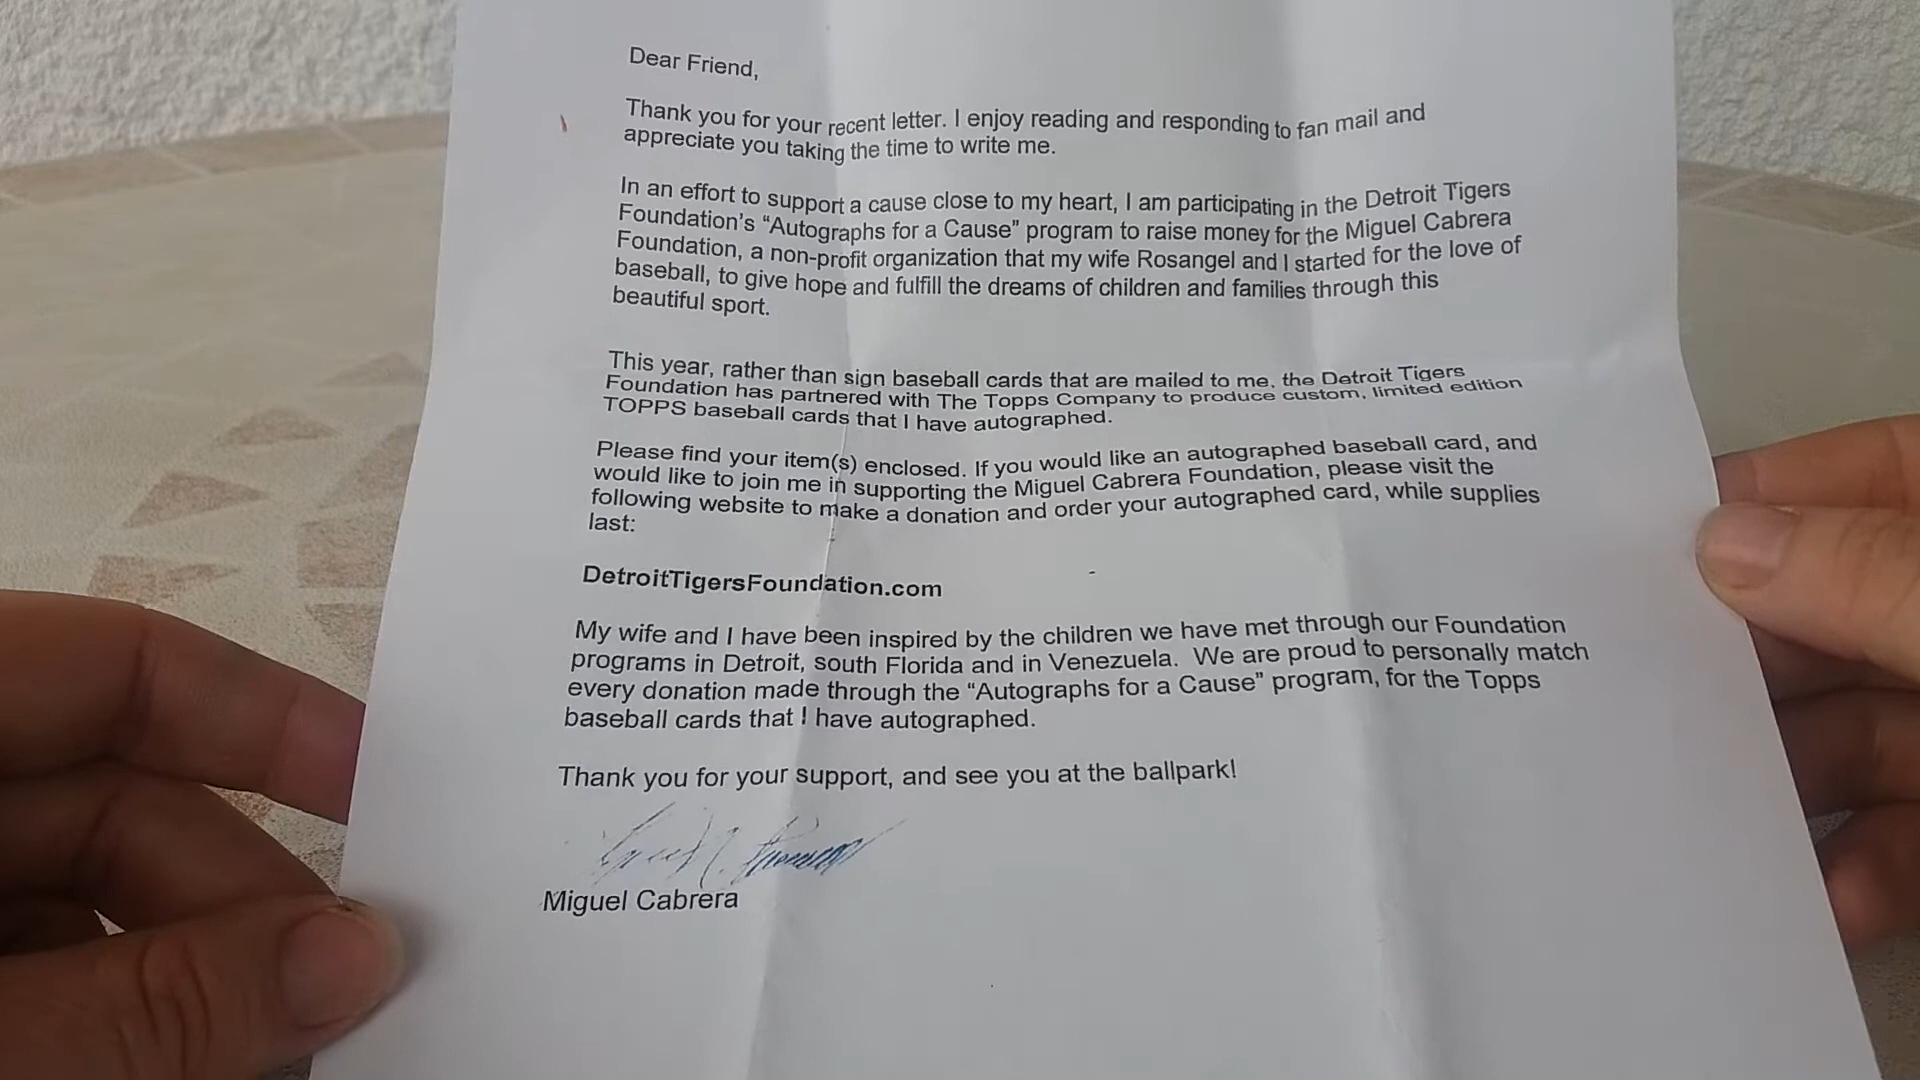 Dear Friend,
Thank you for your recent letter. I enjoy reading and responding to fan mail and
appreciate you taking the time to write me.
In an effort to support a cause close to my heart, I am participating in the Detroit Tigers
Foundation's “Autographs for a Cause” program to raise money for the Miguel Cabrera
Foundation, a non-profit organization that my wife Rosangel and I started for the love of
baseball, to give hope and fulfill the dreams of children and families through this
beautiful sport.
This year, rather than sign baseball cards that are mailed to me, the Detroit Tigers
Foundation has partnered with The Topps Company to produce custom, limited edition
TOPPS baseball cards that I have autographed.
Please find your item(s) enclosed. If you would like an autographed baseball card, and
would like to join me in supporting the Miguel Cabrera Foundation, please visit the
following website to make a donation and order your autographed card, while supplies
last:
DetroitTigersFoundation.com
My wife and I have been inspired by the children we have met through our Foundation
programs in Detroit, south Florida and in Venezuela. We are proud to personally match
every donation made through the “Autographs for a Cause” program, for the Topps
baseball cards that I have autographed.
Thank you for your support, and see you at the ballpark!
Miguel Cabrera